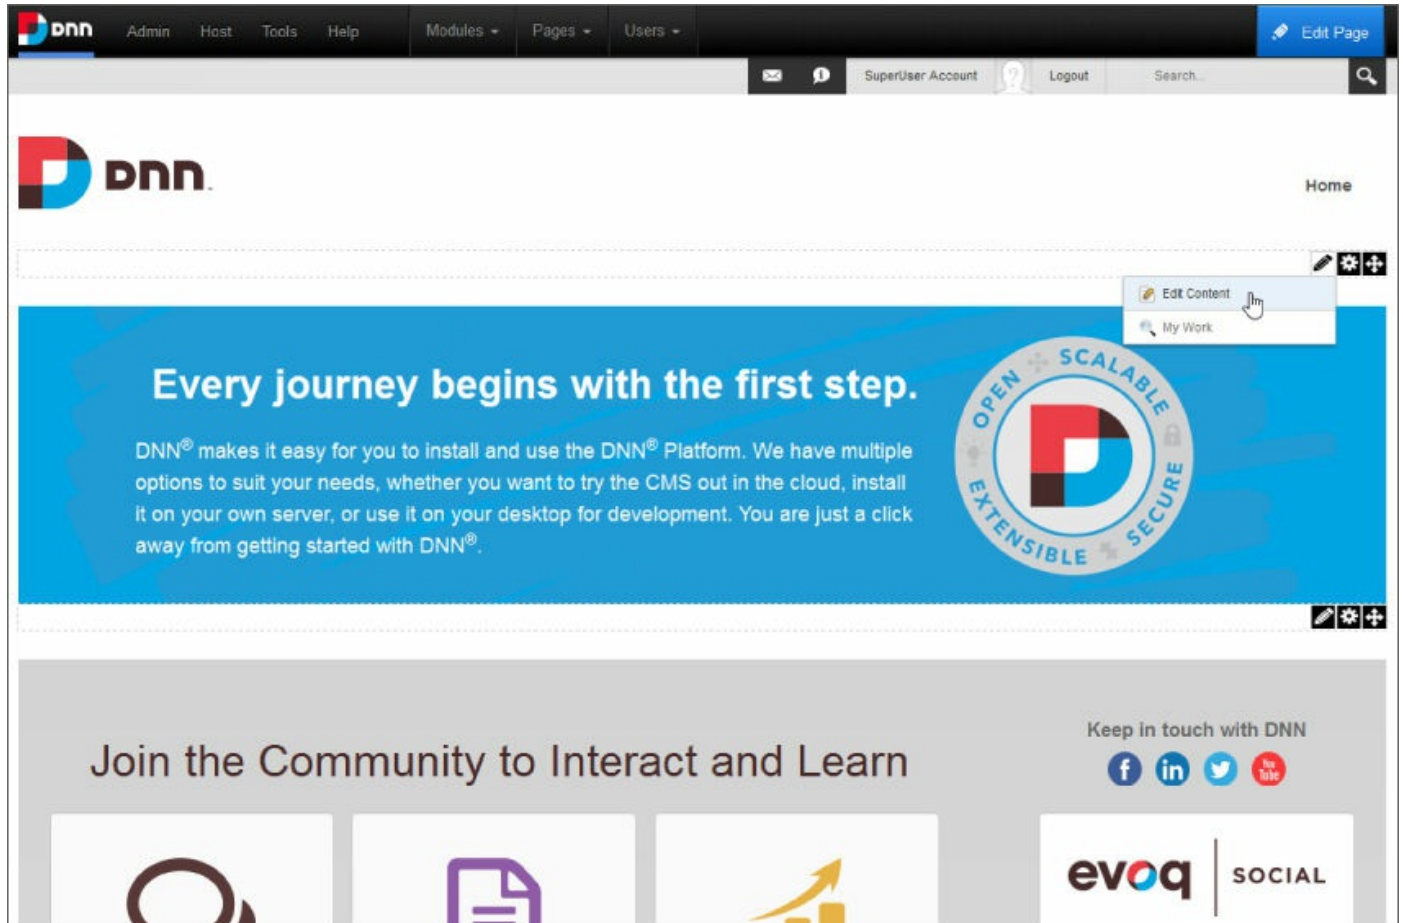 DNN Admin Host Tools Help Modules Pages Users Edit Page
SuperUser Account Logout Search...
DNN
Home
Edit Content
My Work
Every journey begins with the first step.
DNN® makes it easy for you to install and use the DNN® Platform. We have multiple
options to suit your needs, whether you want to try the CMS out in the cloud, install
it on your own server, or use it on your desktop for development. You are just a click
away from getting started with DNN®.
OPEN SCALABLE SECURE EXTENSIBLE
Keep in touch with DNN
Join the Community to Interact and Learn
f in You Tube
evoq SOCIAL